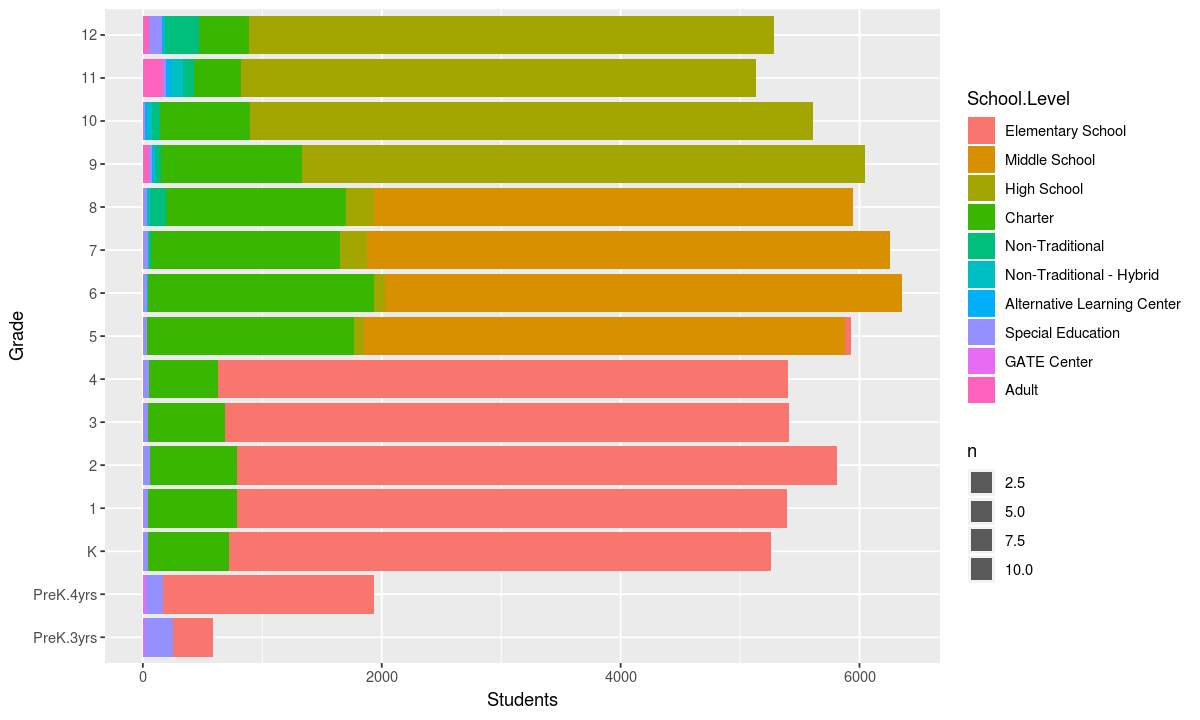 12
11
10
9
8
7
6
5
4
3
2
1
K
PreK.4yrs
PreK.3yrs
Grade
0 2000 4000 6000
Students
School.Level
Elementary School
Middle School
High School
Charter
Non-Traditional
Non-Traditional - Hybrid
Alternative Learning Center
Special Education
GATE Center
Adult
n
2.5
5.0
7.5
10.0